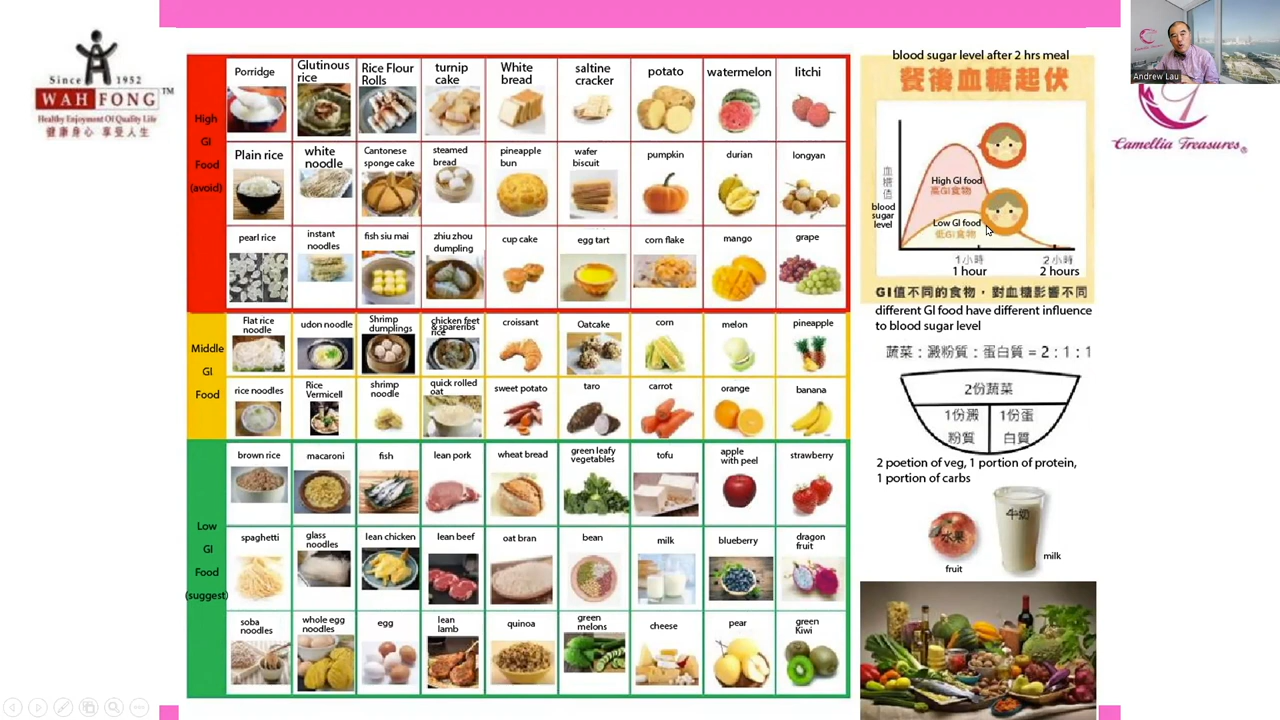 Since 1952
WAH FONG TM
Healthy Enjoyment Of Quality Life
健康身心 享受人生
High
GI
Food
(avoid)
Porridge
Glutinous
rice
Rice Flour
Rolls
turnip
cake
White
bread
saltine
cracker
potato
watermelon
litchi
Plain rice
white
noodle
Cantonese
sponge cake
steamed
bread
pineapple
bun
wafer
biscuit
pumpkin
durian
longyan
pearl rice
instant
noodles
fish siu mai
zhiu zhou
dumpling
cup cake
egg tart
corn flake
mango
grape
Middle
GI
Food
Flat rice
noodle
udon noodle
Shrimp
dumplings
chicken feet
& spareribs
rice
croissant
Oatcake
corn
melon
pineapple
rice noodles
Rice
Vermicell
shrimp
noodle
quick rolled
oat
sweet potato
taro
carrot
orange
banana
Low
GI
Food
(suggest)
brown rice
macaroni
fish
lean pork
wheat bread
green leafy
vegetables
tofu
apple
with peel
strawberry
spaghetti
glass
noodles
lean chicken
lean beef
oat bran
bean
milk
blueberry
dragon
fruit
soba
noodles
whole egg
noodles
egg
lean
lamb
quinoa
green
melons
cheese
pear
green
Kiwi
blood sugar level after 2 hrs meal
餐後血糖起伏
血糖值
blood
sugar
level
High GI food
高GI食物
Low GI food
低GI食物
1小時
2小時
1 hour
2 hours
GI值不同的食物，對血糖影響不同
different GI food have different influence
to blood sugar level
蔬菜：澱粉質：蛋白質 = 2：1：1
2份蔬菜
1份澱
粉質
1份蛋
白質
2 poetion of veg, 1 portion of protein,
1 portion of carbs
水果
fruit
牛奶
milk
Andrew Lau
Camellia Treasures